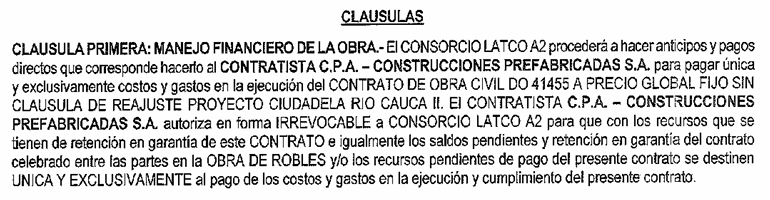 CLAUSULAS
CLAUSULA PRIMERA: MANEJO FINANCIERO DE LA OBRA.- El CONSORCIO LATCO A2 procederá a hacer anticipos y pagos
directos que corresponde hacerlo al CONTRATISTA C.P.A. – CONSTRUCCIONES PREFABRICADAS S.A. para pagar única
y exclusivamente costos y gastos en la ejecución del CONTRATO DE OBRA CIVIL DO 41455 A PRECIO GLOBAL FIJO SIN
CLAUSULA DE REAJUSTE PROYECTO CIUDADELA RIO CAUCA II. El CONTRATISTA C.P.A. – CONSTRUCCIONES
PREFABRICADAS S.A. autoriza en forma IRREVOCABLE a CONSORCIO LATCO A2 para que con los recursos que se
tienen de retención en garantía de este CONTRATO e igualmente los saldos pendientes y retención en garantía del contrato
celebrado entre las partes en la OBRA DE ROBLES y/o los recursos pendientes de pago del presente contrato se destinen
UNICA Y EXCLUSIVAMENTE al pago de los costos y gastos en la ejecución y cumplimiento del presente contrato.